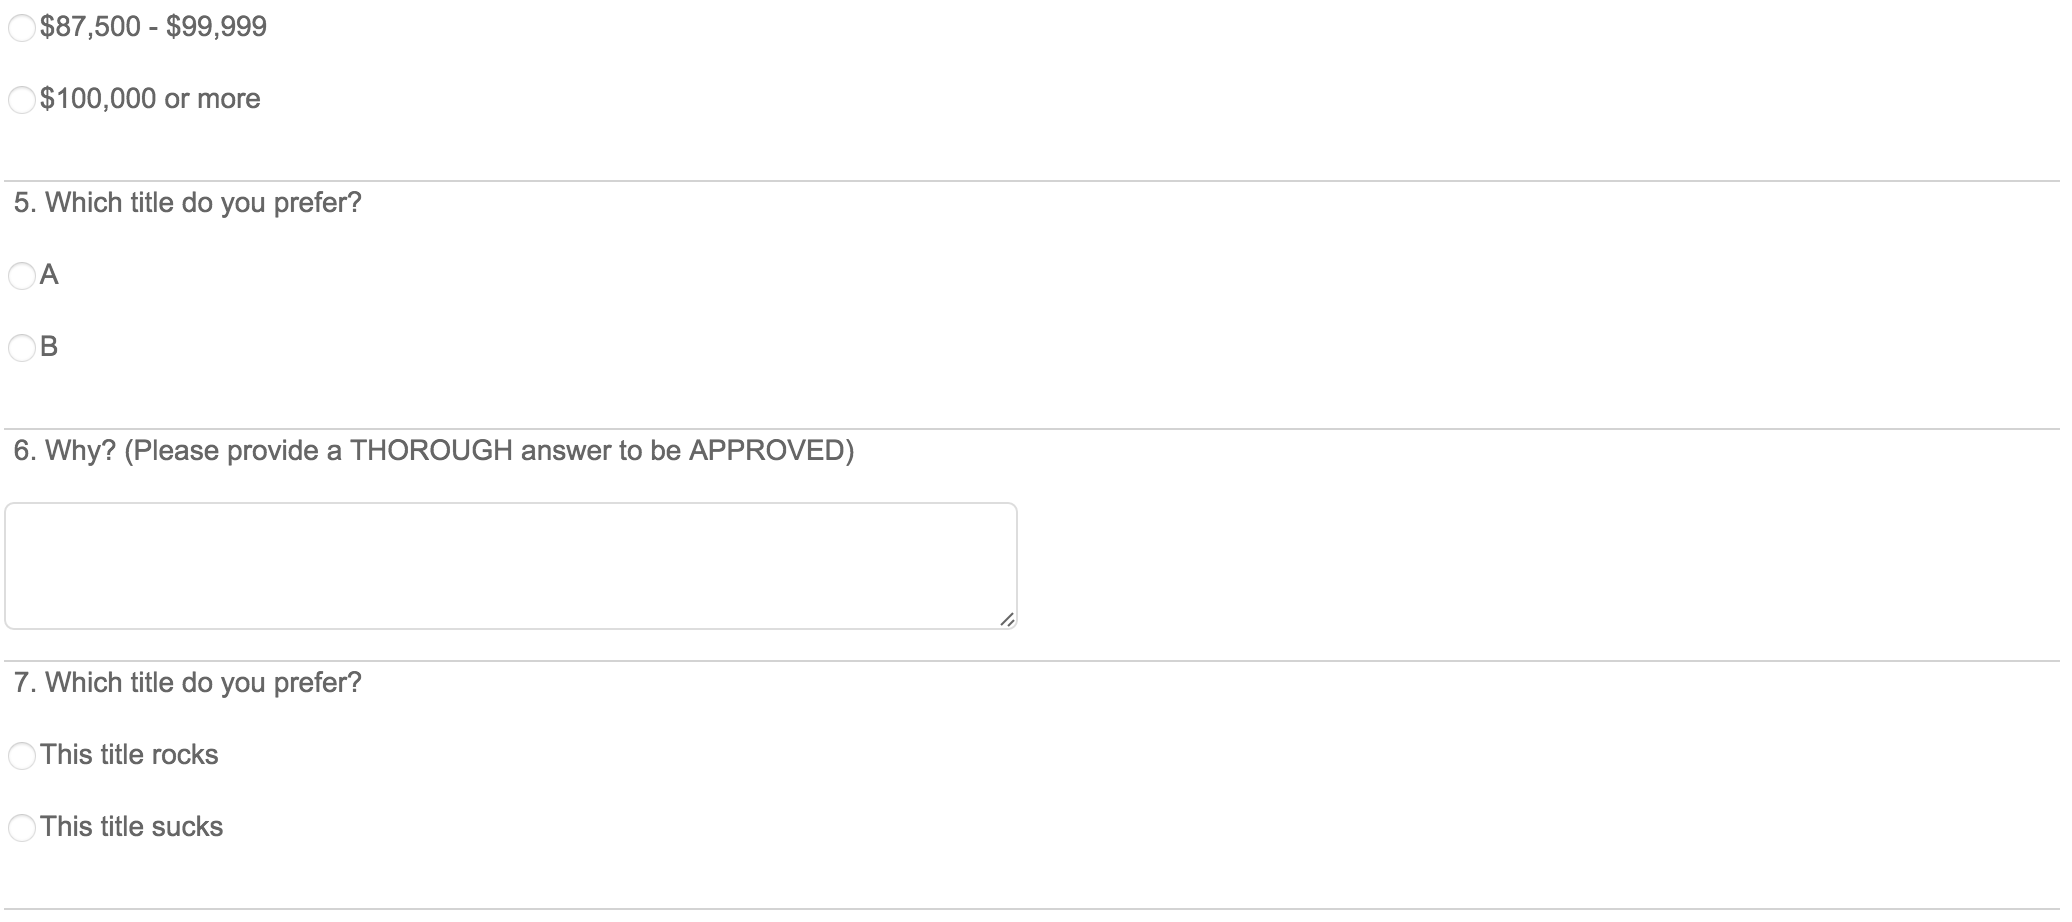 $87,500 - $99,999
$100,000 or more
5. Which title do you prefer?
A
B
6. Why? (Please provide a THOROUGH answer to be APPROVED)
7. Which title do you prefer?
This title rocks
This title sucks